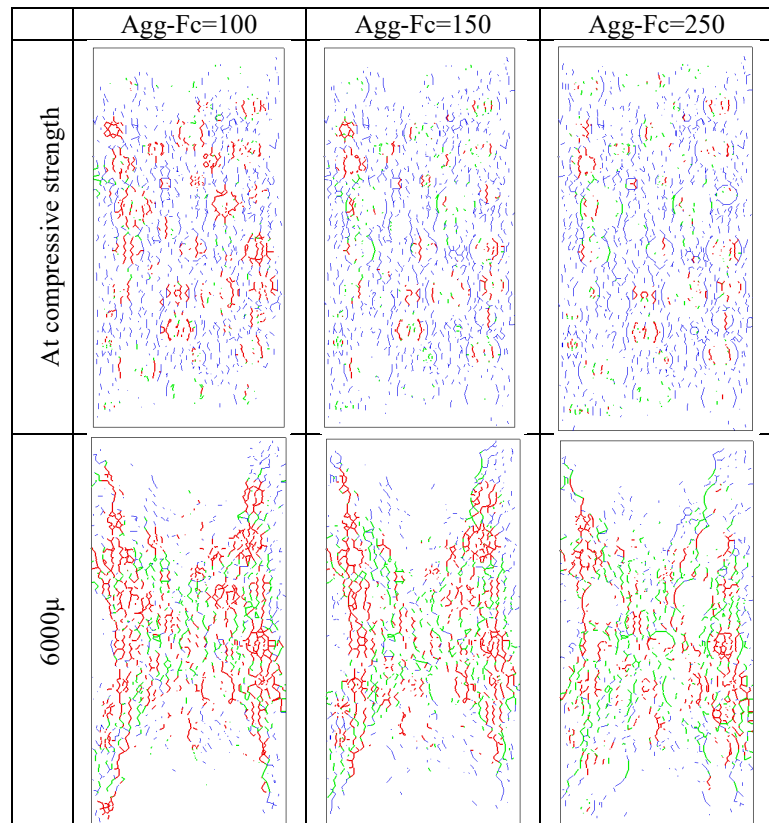 Agg-Fc=100
Agg-Fc=150
Agg-Fc=250
At compressive strength
6000μ